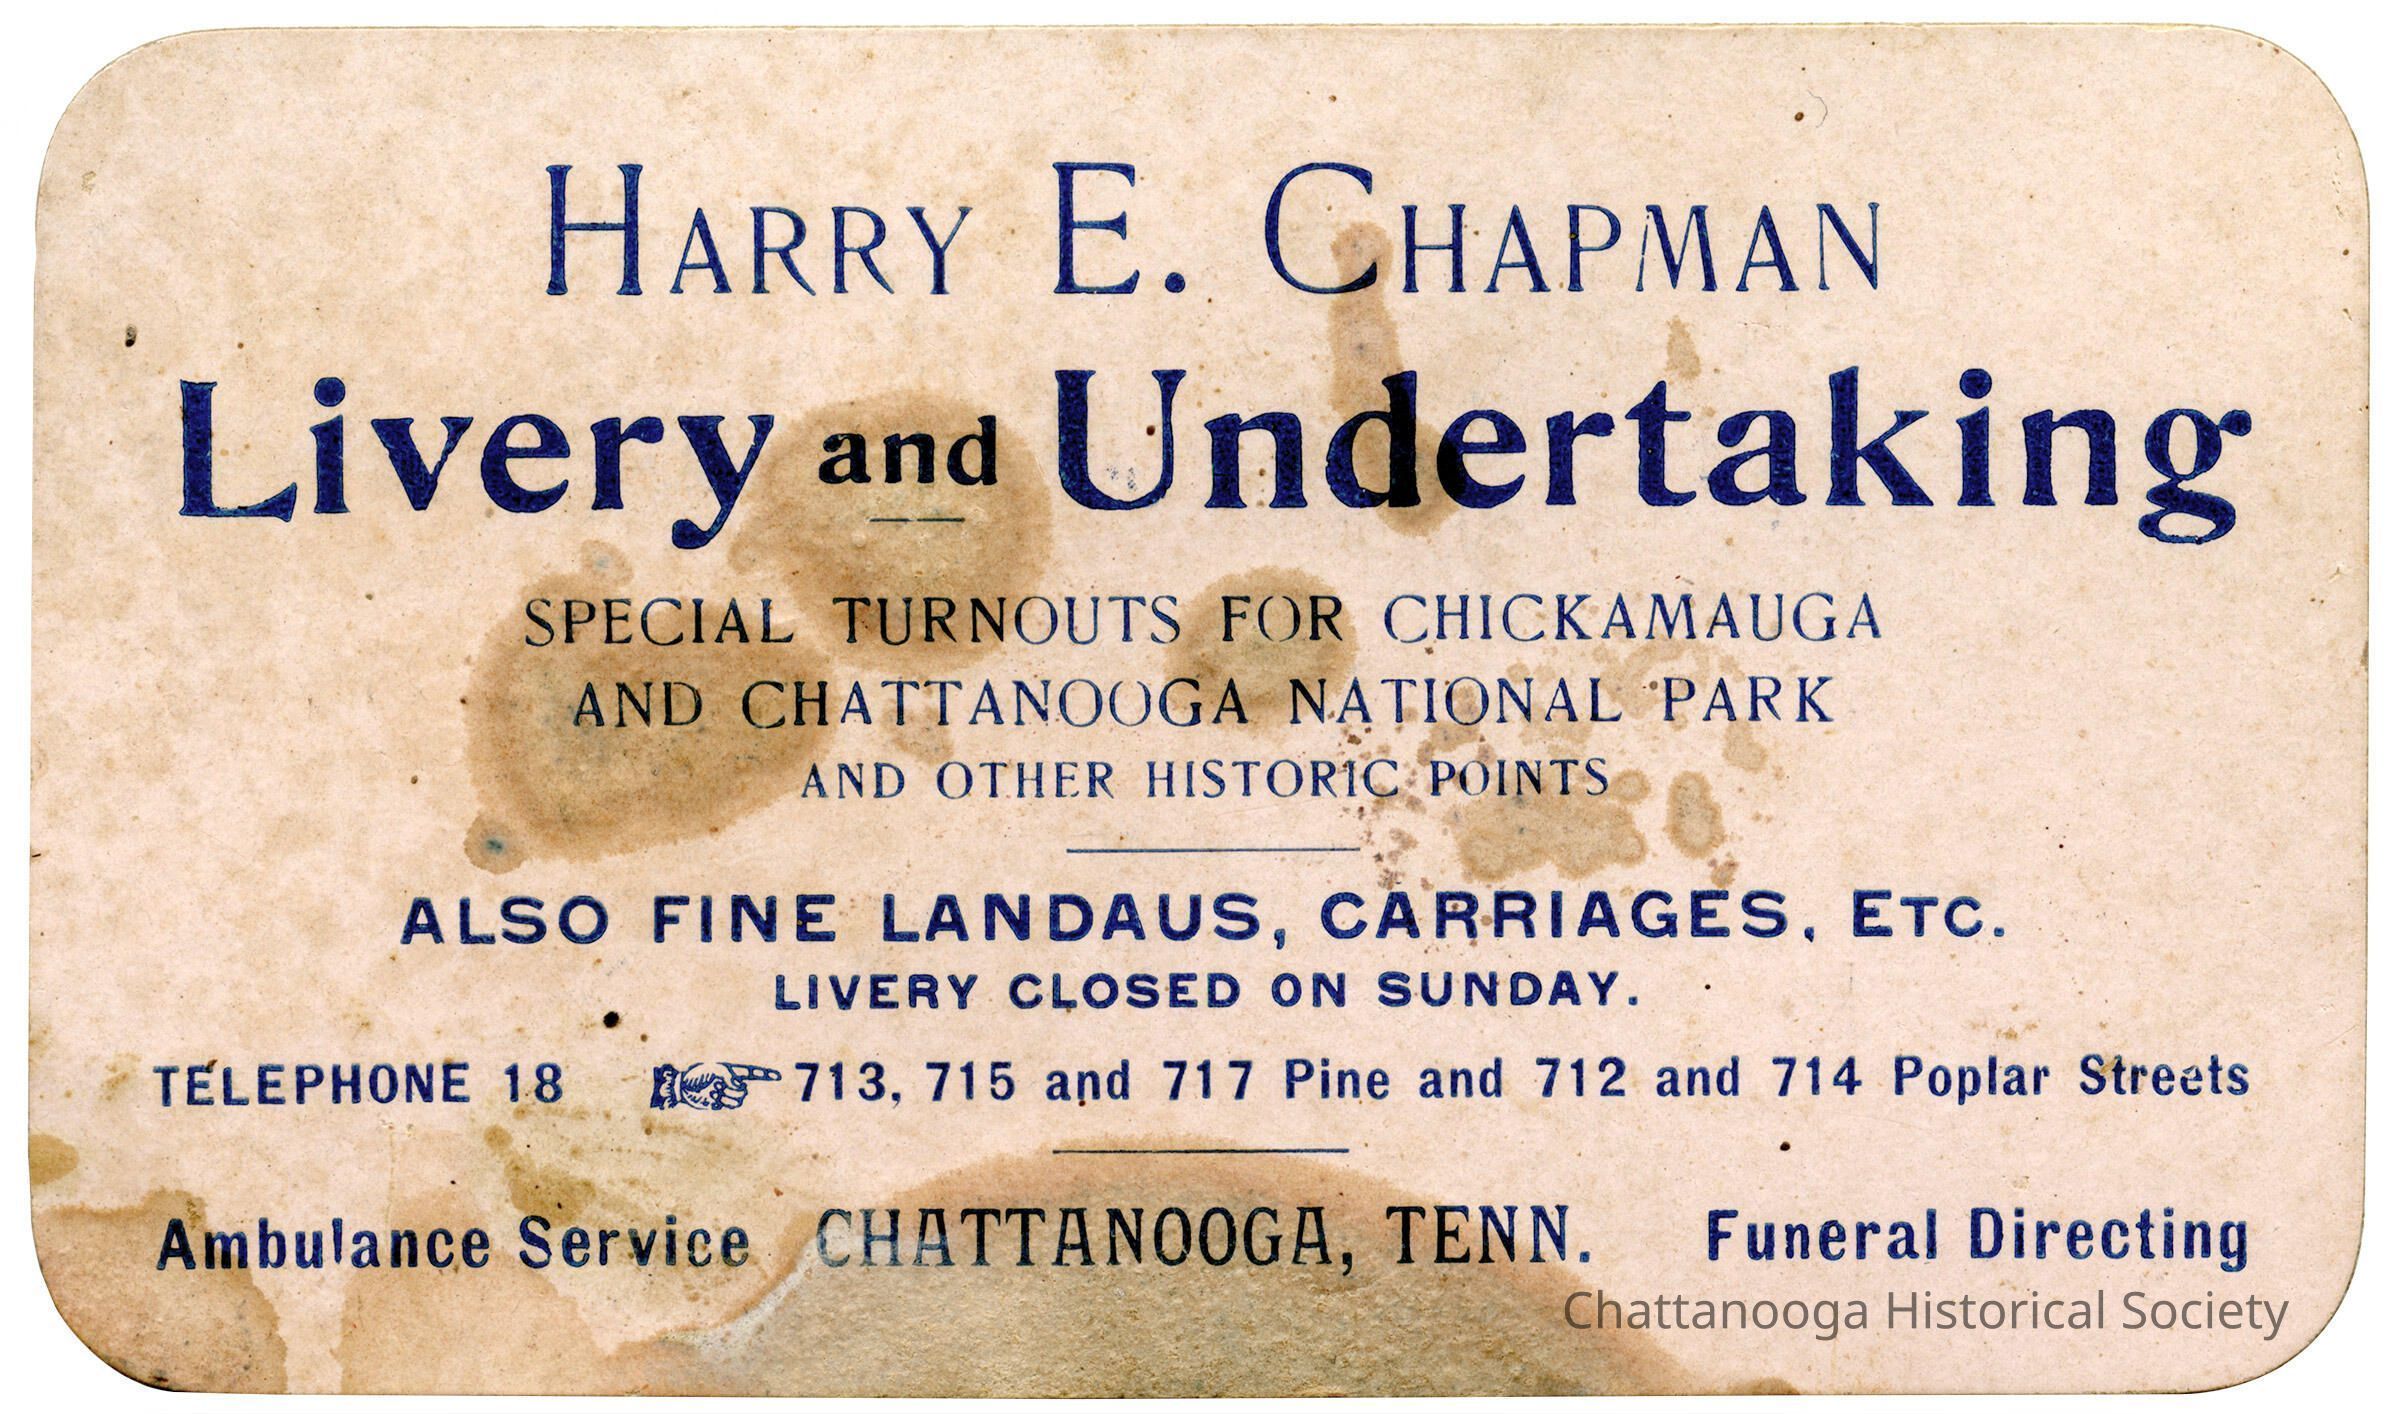 HARRY E. CHAPMAN
Livery and Undertaking
SPECIAL TURNOUTS FOR CHICKAMAUGA
AND CHATTANOOGA NATIONAL PARK
AND OTHER HISTORIC POINTS
ALSO FINE LANDAUS, CARRIAGES, ETC.
LIVERY CLOSED ON SUNDAY.
TELEPHONE 18 ☞ 713, 715 and 717 Pine and 712 and 714 Poplar Streets
Ambulance Service CHATTANOOGA, TENN. Funeral Directing
Chattanooga Historical Society